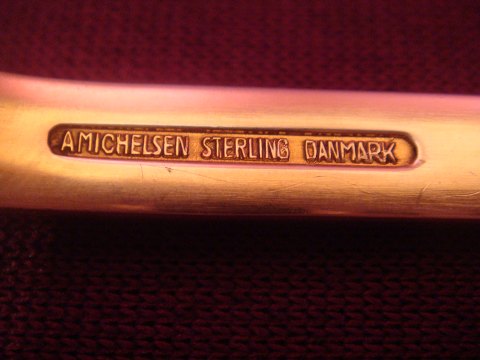 A MICHELSEN STERLING DANMARK